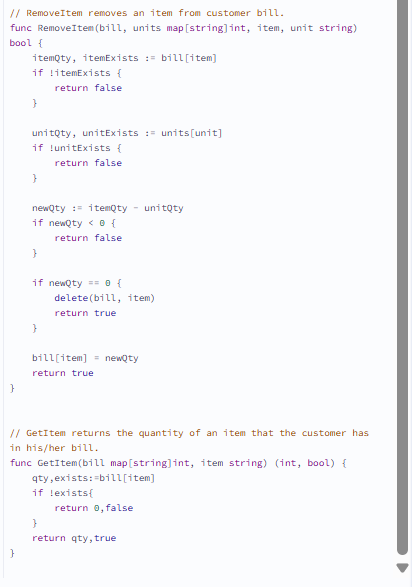 // RemoveItem removes an item from customer bill.
func RemoveItem(bill, units map[string]int, item, unit string)
bool {
    itemQty, itemExists := bill[item]
    if !itemExists {
        return false
    }

    unitQty, unitExists := units[unit]
    if !unitExists {
        return false
    }

    newQty := itemQty - unitQty
    if newQty < 0 {
        return false
    }

    if newQty == 0 {
        delete(bill, item)
        return true
    }

    bill[item] = newQty
    return true
}

// GetItem returns the quantity of an item that the customer has
in his/her bill.
func GetItem(bill map[string]int, item string) (int, bool) {
    qty,exists:=bill[item]
    if !exists{
        return 0,false
    }
    return qty,true
}